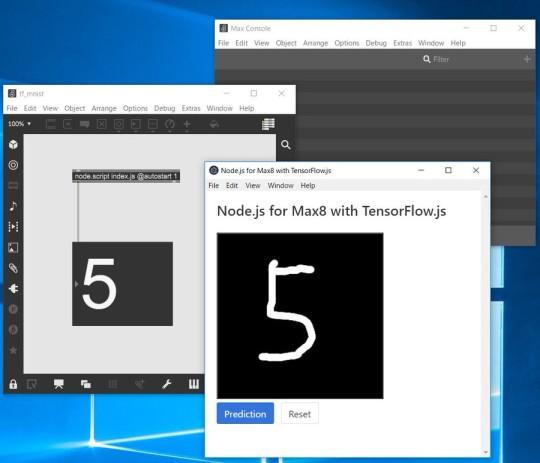 Max Console
File Edit View Object Arrange Options Debug Extras Window Help
Filter
tf_mnist
File Edit View Object Arrange Options Debug Extras Window Help
100%
node.script index.js @autostart 1
5
Node.js for Max8 with TensorFlow.js
File Edit View Window Help
Node.js for Max8 with TensorFlow.js
5
Prediction Reset